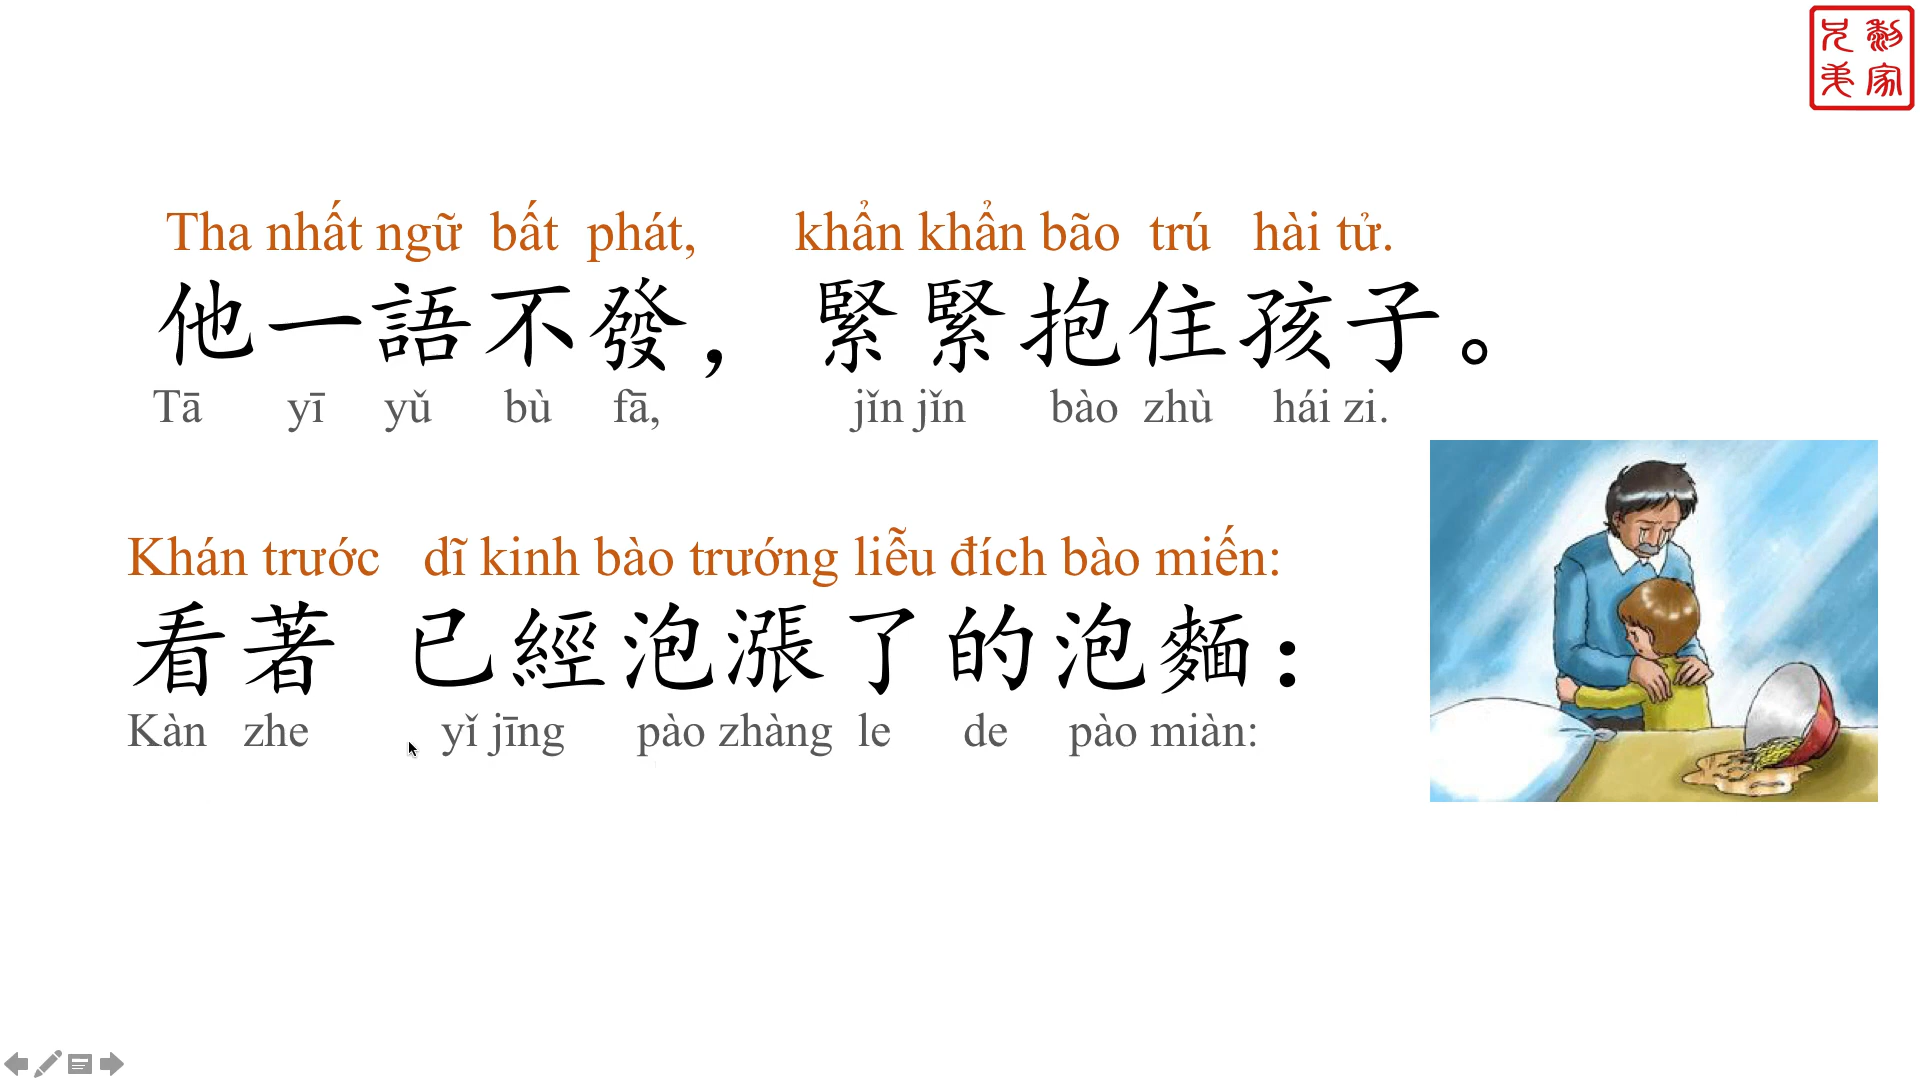 Tha nhất ngữ bất phát, khẩn khẩn bão trú hài tử.
他一語不發，緊緊抱住孩子。
Tā yī yǔ bù fā, jǐn jǐn bào zhù hái zi.
Khán trước dĩ kinh bào trướng liễu đích bào miến:
看著 已經泡漲了的泡麵：
Kàn zhe yǐ jīng pào zhàng le de pào miàn: